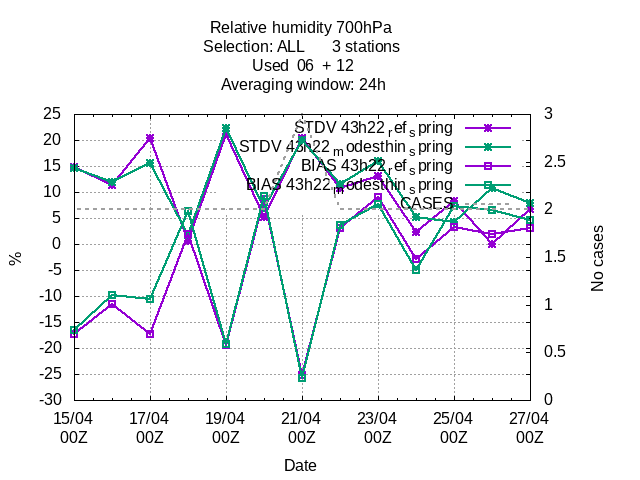 Relative humidity 700hPa
Selection: ALL 3 stations
Used 06 + 12
Averaging window: 24h
25
20
15
10
5
0
-5
-10
-15
-20
-25
-30
%
STDV 43h22_ref_spring
STDV 43h22_modesthin_spring
BIAS 43h22_ref_spring
BIAS 43h22_modesthin_spring
CASES
3
2.5
2
1.5
1
0.5
0
No cases
15/04 17/04 19/04 21/04 23/04 25/04 27/04
00Z 00Z 00Z 00Z 00Z 00Z 00Z
Date